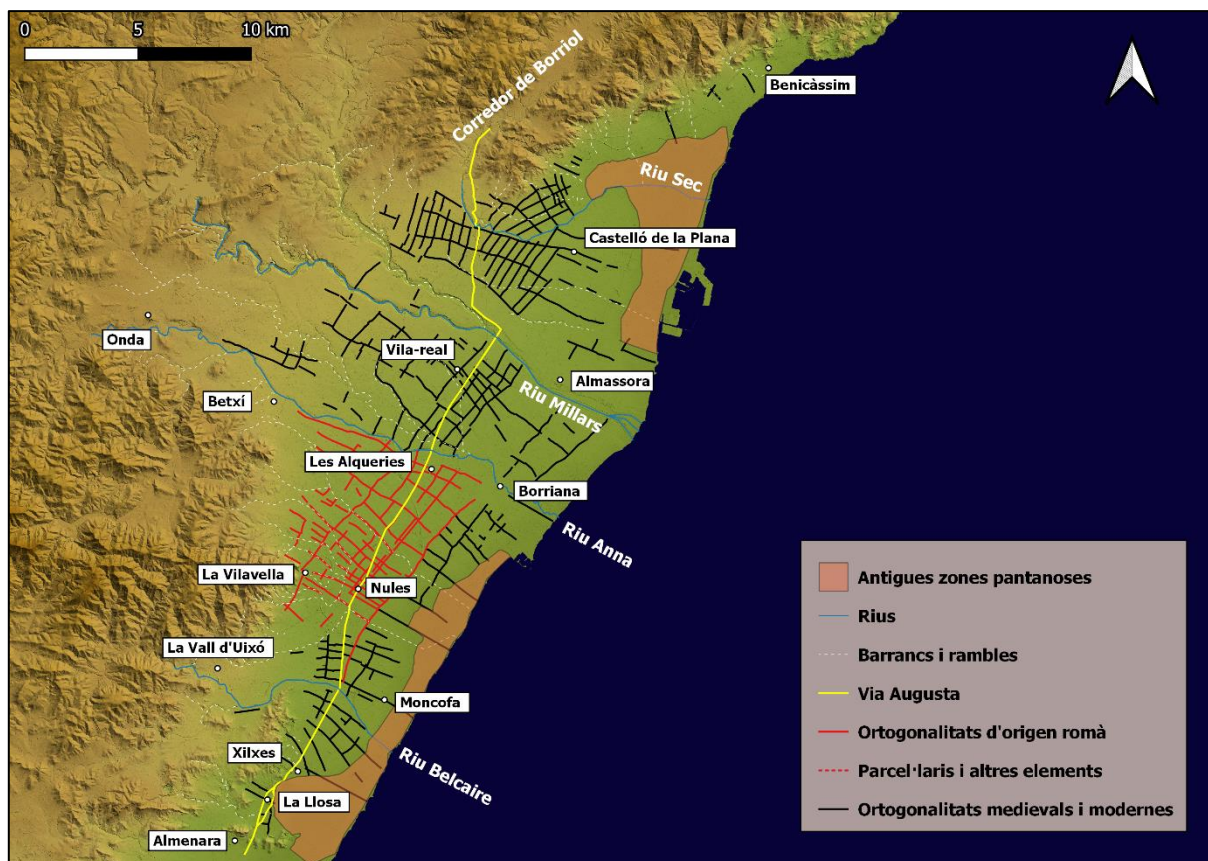 0 5 10 km
Corredor de Borriol
Benicàssim
Riu Sec
Castelló de la Plana
Onda
Vila-real
Almassora
Betxí
Riu Millars
Les Alqueries
Borriana
Riu Anna
La Vilavella
Nules
La Vall d'Uixó
Moncofa
Xilxes
Riu Belcaire
La Llosa
Almenara
Antigues zones pantanoses
Rius
Barrancs i rambles
Via Augusta
Ortogonalitats d'origen romà
Parcel·laris i altres elements
Ortogonalitats medievals i modernes